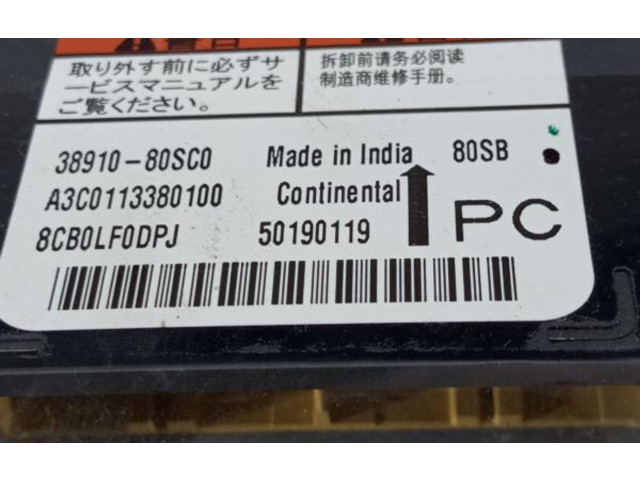 取り外す前に必ずサ
ービスマニュアルを
ご覧ください。
拆卸前请务必阅读
制造商维修手册。
38910-80SC0 Made in India 80SB
A3C0113380100 Continental
8CB0LF0DPJ 50190119 PC